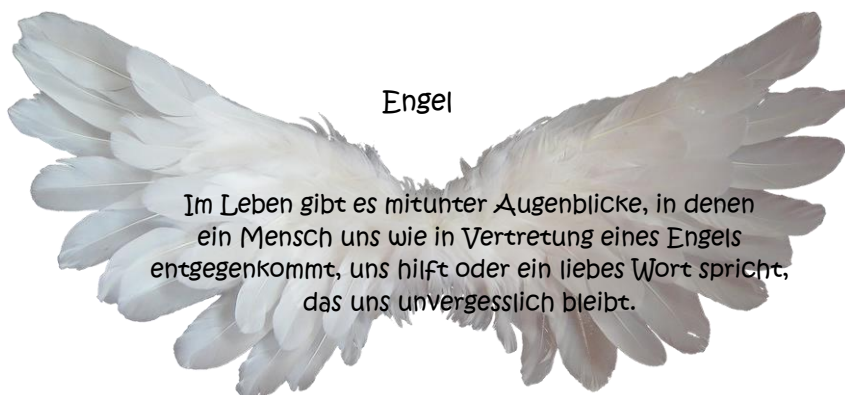 Engel
Im Leben gibt es mitunter Augenblicke, in denen
ein Mensch uns wie in Vertretung eines Engels
entgegenkommt, uns hilft oder ein liebes Wort spricht,
das uns unvergesslich bleibt.